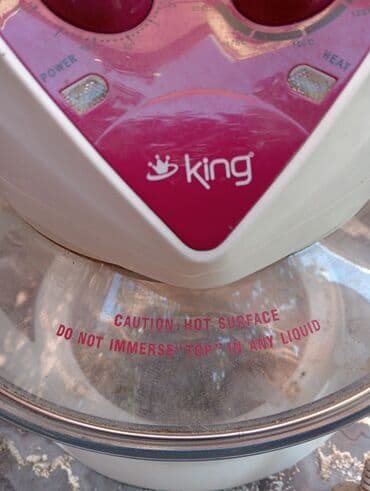 POWER
HEAT
king
CAUTION: HOT SURFACE
DO NOT IMMERSE "TOP" IN ANY LIQUID